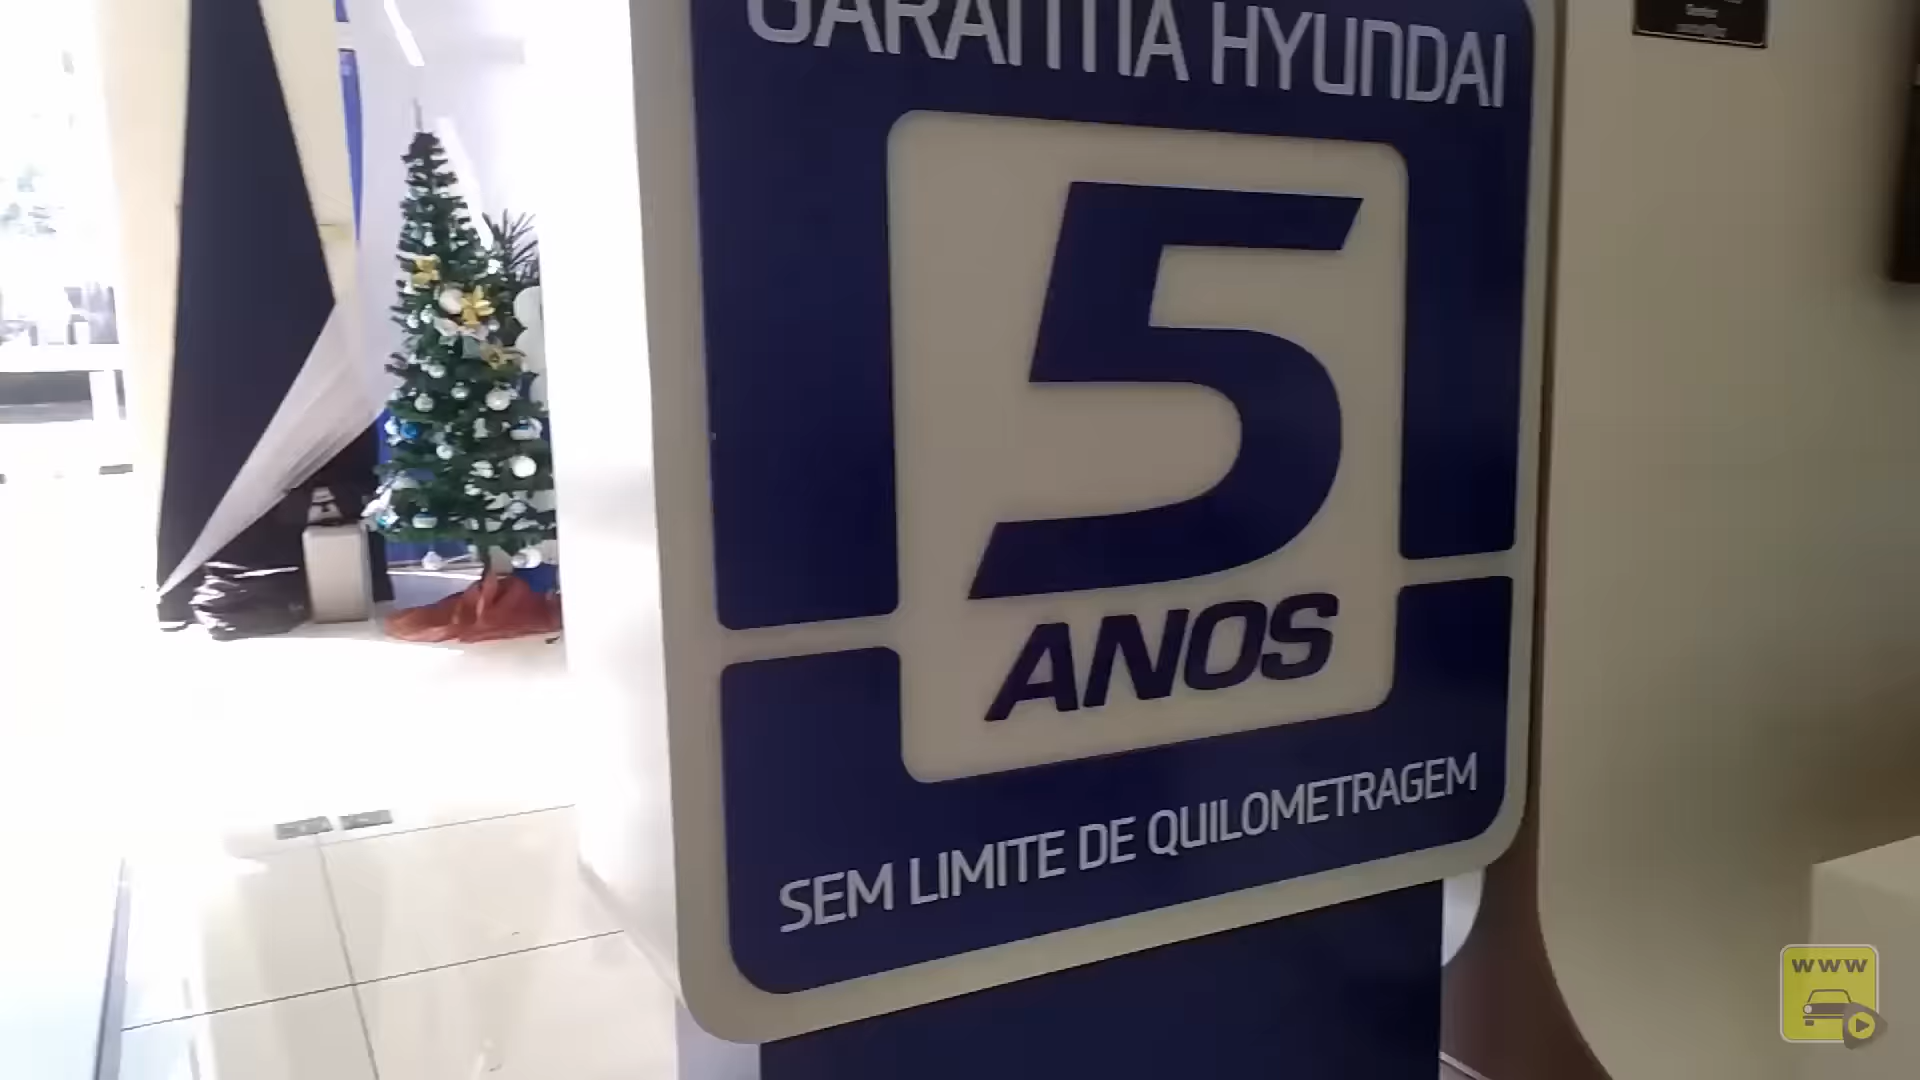 GARANTIA HYUNDAI
5
ANOS
SEM LIMITE DE QUILOMETRAGEM
WWW